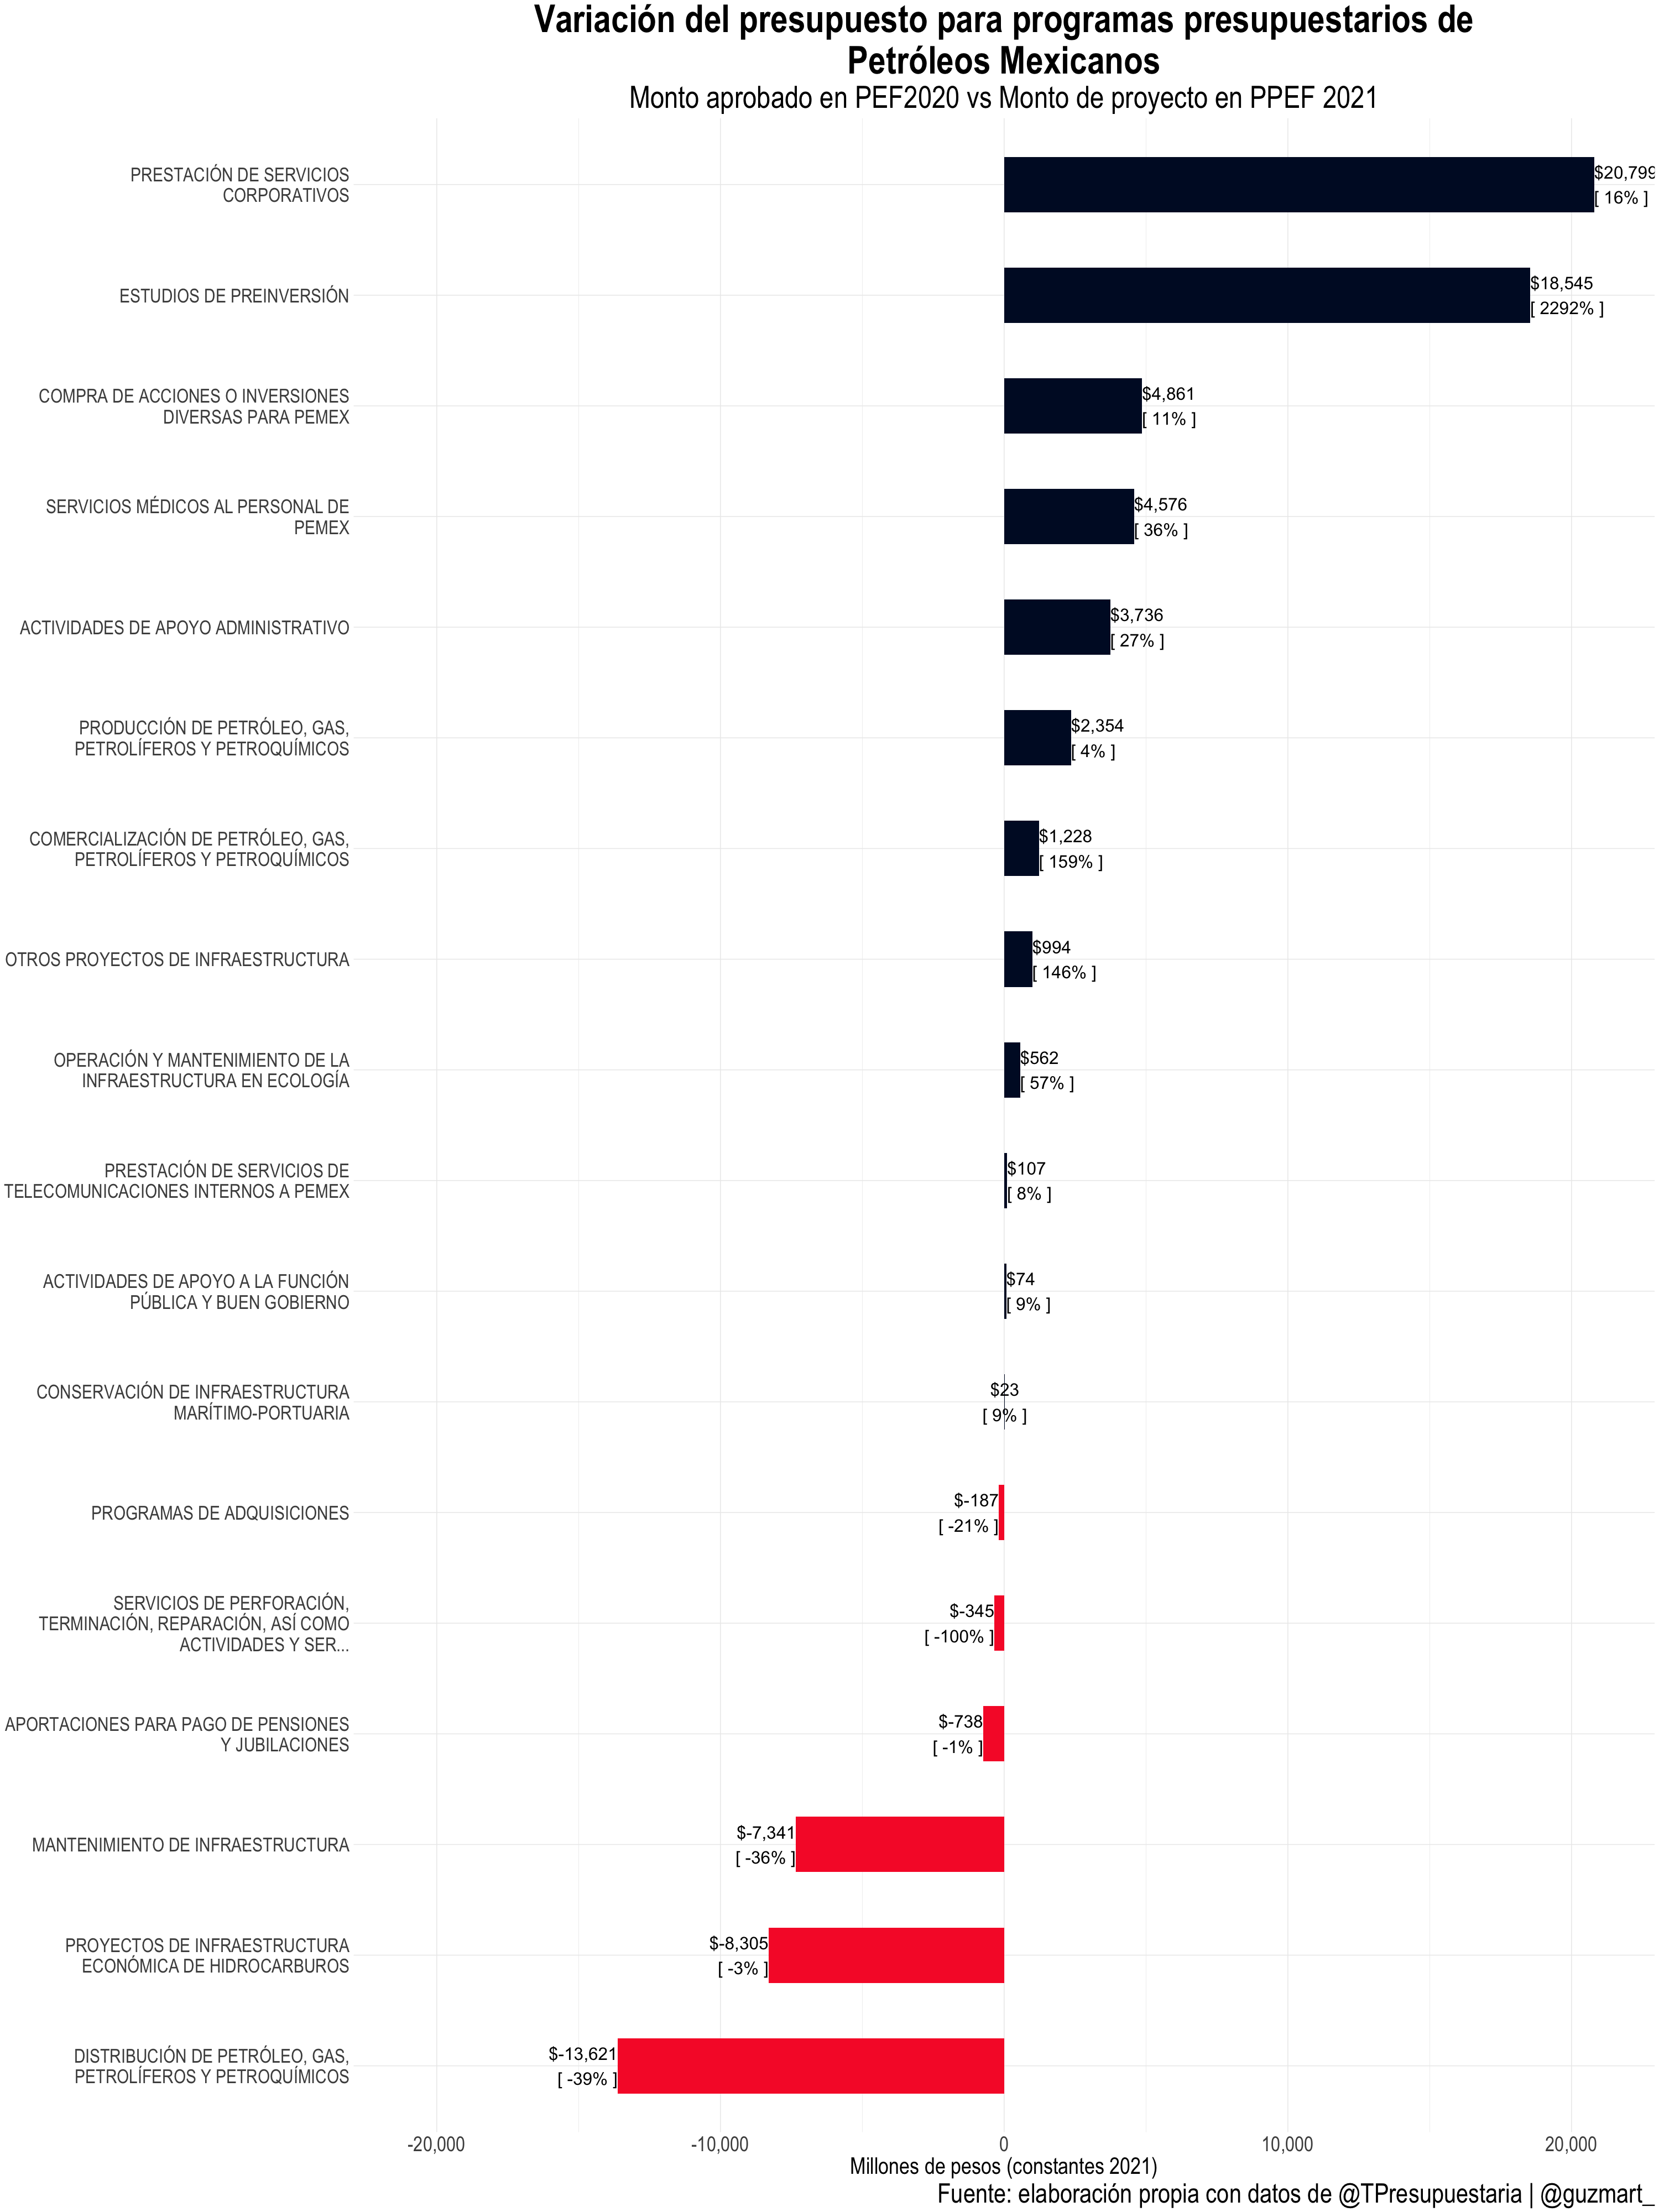 Variación del presupuesto para programas presupuestarios de
Petróleos Mexicanos
Monto aprobado en PEF2020 vs Monto de proyecto en PPEF 2021
PRESTACIÓN DE SERVICIOS
CORPORATIVOS
$20,799
[ 16% ]
ESTUDIOS DE PREINVERSIÓN
$18,545
[ 2292% ]
COMPRA DE ACCIONES O INVERSIONES
DIVERSAS PARA PEMEX
$4,861
[ 11% ]
SERVICIOS MÉDICOS AL PERSONAL DE
PEMEX
$4,576
[ 36% ]
ACTIVIDADES DE APOYO ADMINISTRATIVO
$3,736
[ 27% ]
PRODUCCIÓN DE PETRÓLEO, GAS,
PETROLÍFEROS Y PETROQUÍMICOS
$2,354
[ 4% ]
COMERCIALIZACIÓN DE PETRÓLEO, GAS,
PETROLÍFEROS Y PETROQUÍMICOS
$1,228
[ 159% ]
OTROS PROYECTOS DE INFRAESTRUCTURA
$994
[ 146% ]
OPERACIÓN Y MANTENIMIENTO DE LA
INFRAESTRUCTURA EN ECOLOGÍA
$562
[ 57% ]
PRESTACIÓN DE SERVICIOS DE
TELECOMUNICACIONES INTERNOS A PEMEX
$107
[ 8% ]
ACTIVIDADES DE APOYO A LA FUNCIÓN
PÚBLICA Y BUEN GOBIERNO
$74
[ 9% ]
CONSERVACIÓN DE INFRAESTRUCTURA
MARÍTIMO-PORTUARIA
$23
[ 9% ]
PROGRAMAS DE ADQUISICIONES
$-187
[ -21% ]
SERVICIOS DE PERFORACIÓN,
TERMINACIÓN, REPARACIÓN, ASÍ COMO
ACTIVIDADES Y SER...
$-345
[ -100% ]
APORTACIONES PARA PAGO DE PENSIONES
Y JUBILACIONES
$-738
[ -1% ]
MANTENIMIENTO DE INFRAESTRUCTURA
$-7,341
[ -36% ]
PROYECTOS DE INFRAESTRUCTURA
ECONÓMICA DE HIDROCARBUROS
$-8,305
[ -3% ]
DISTRIBUCIÓN DE PETRÓLEO, GAS,
PETROLÍFEROS Y PETROQUÍMICOS
$-13,621
[ -39% ]
-20,000 -10,000 0 10,000 20,000
Millones de pesos (constantes 2021)
Fuente: elaboración propia con datos de @TPresupuestaria | @guzmart_